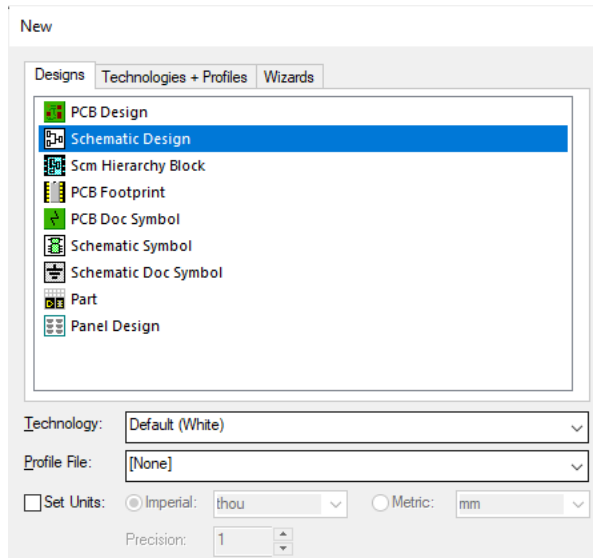 New
Designs Technologies + Profiles Wizards
PCB Design
Schematic Design
Scm Hierarchy Block
PCB Footprint
PCB Doc Symbol
Schematic Symbol
Schematic Doc Symbol
Part
Panel Design
Technology: Default (White)
Profile File: [None]
Set Units: Imperial: thou Metric: mm
Precision: 1